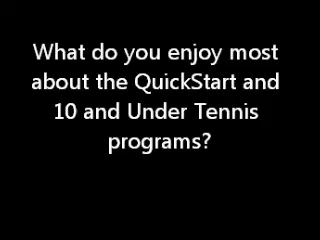 What do you enjoy most
about the QuickStart and
10 and Under Tennis
programs?